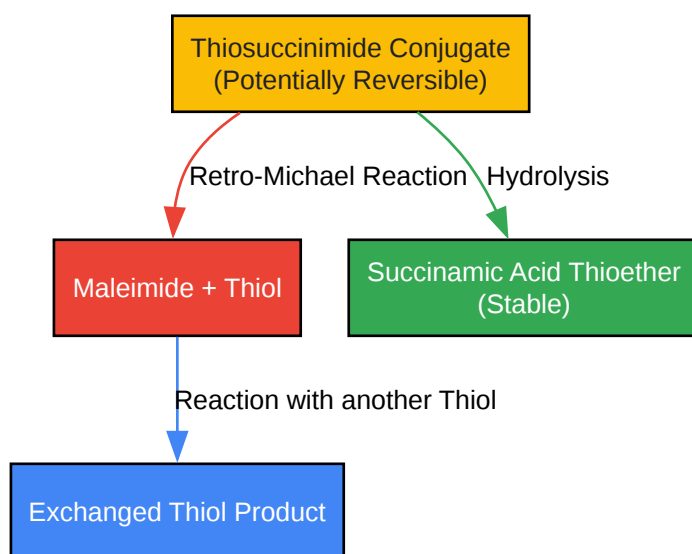 Thiosuccinimide Conjugate
(Potentially Reversible)
Retro-Michael Reaction
Hydrolysis
Maleimide + Thiol
Succinamic Acid Thioether
(Stable)
Reaction with another Thiol
Exchanged Thiol Product